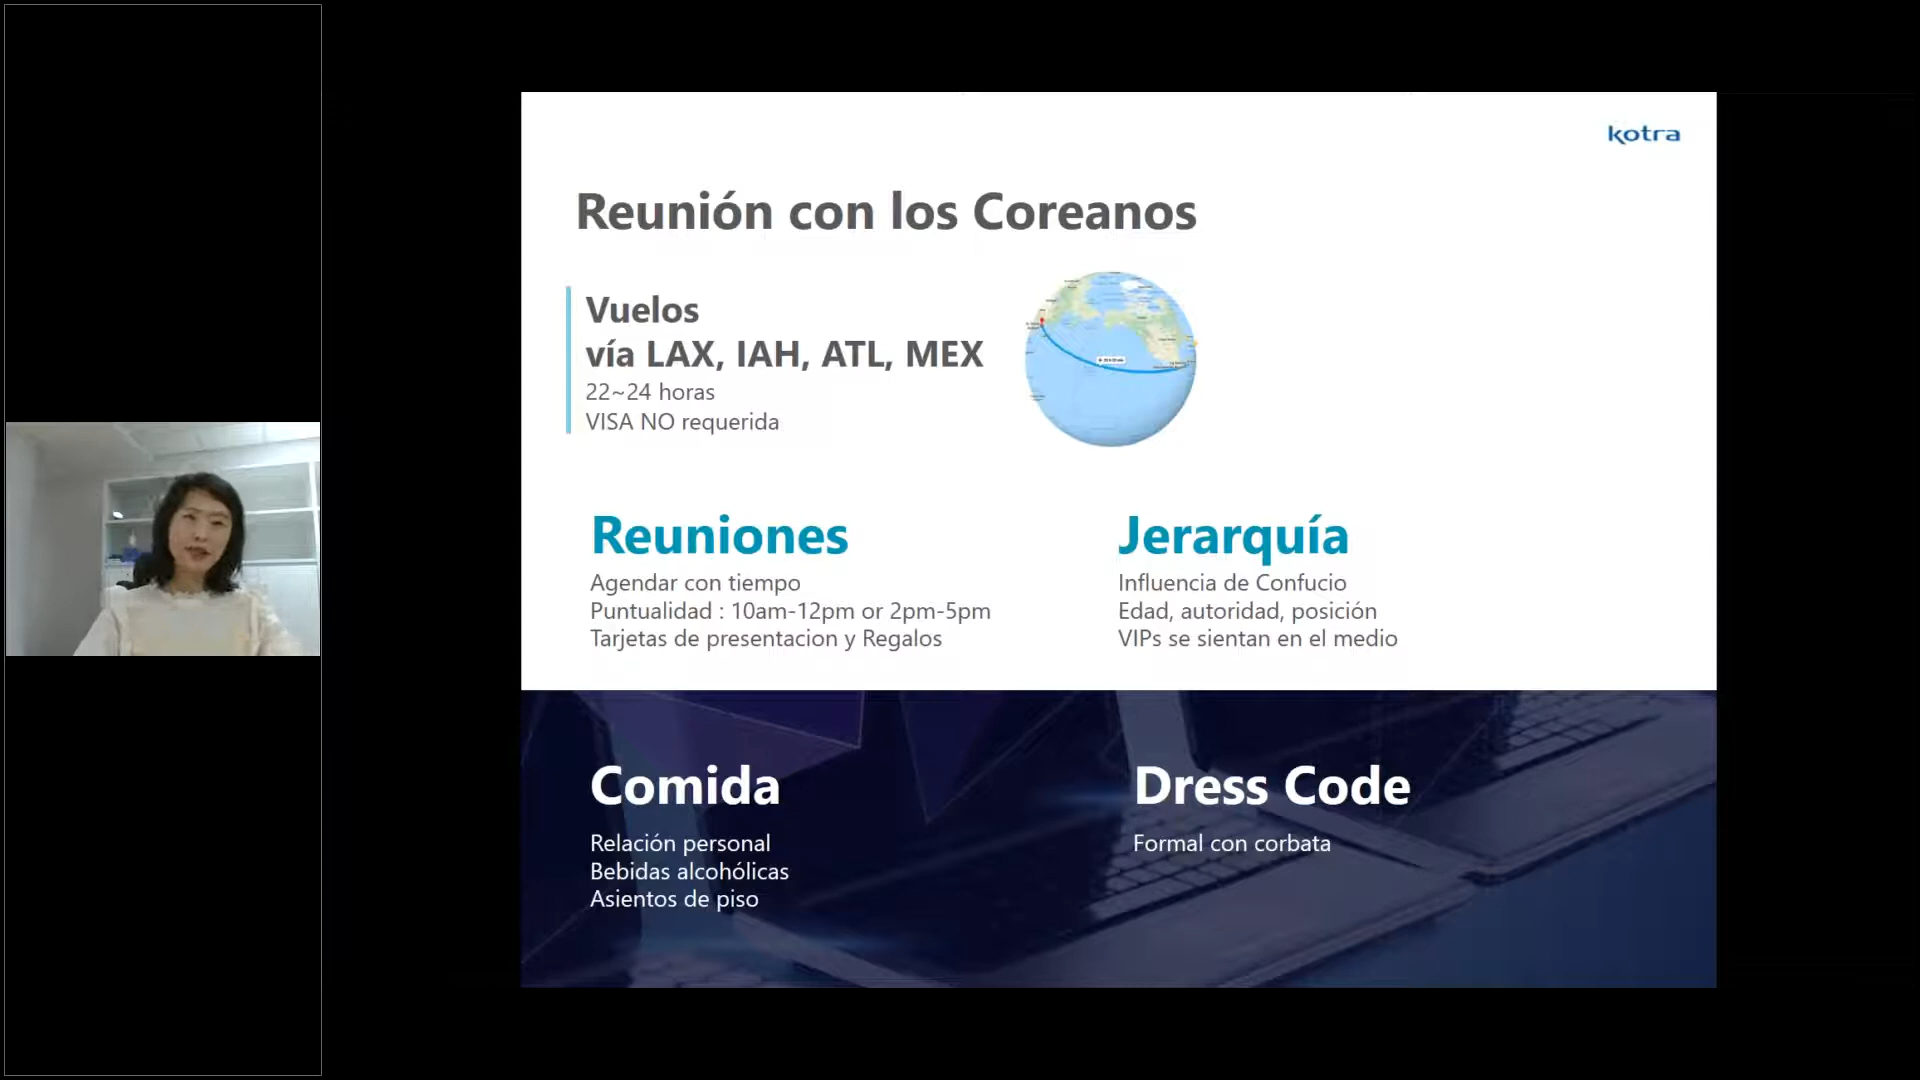 kotra
Reunión con los Coreanos
Vuelos
vía LAX, IAH, ATL, MEX
22~24 horas
VISA NO requerida
Reuniones
Agendar con tiempo
Puntualidad : 10am-12pm or 2pm-5pm
Tarjetas de presentacion y Regalos
Jerarquía
Influencia de Confucio
Edad, autoridad, posición
VIPs se sientan en el medio
Comida
Relación personal
Bebidas alcohólicas
Asientos de piso
Dress Code
Formal con corbata